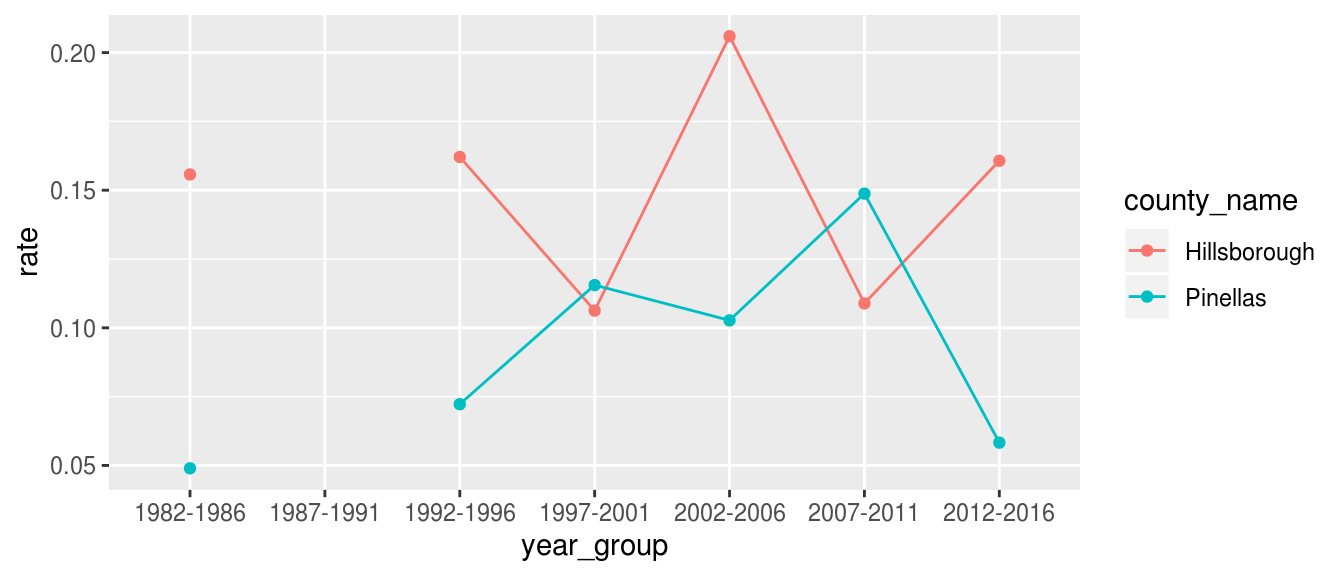 0.20
0.15
0.10
0.05
rate
1982-1986 1987-1991 1992-1996 1997-2001 2002-2006 2007-2011 2012-2016
year_group
county_name
Hillsborough
Pinellas